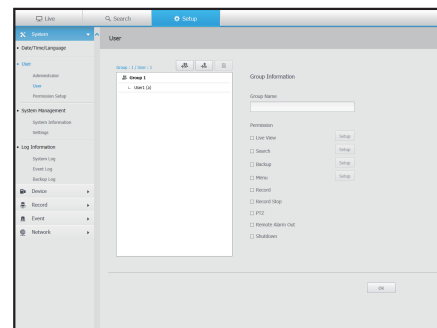 Live
Search
Setup
System
User
Date/Time/Language
User
Administrator
User
Permission Setup
System Management
System Information
Settings
Log Information
System Log
Event Log
Backup Log
Device
Record
Event
Network
Group : 1 / User : 1
Group 1
User1 [a]
Group Information
Group Name
Permission
Live View Setup
Search Setup
Backup Setup
Menu Setup
Record
Record Stop
PTZ
Remote Alarm Out
Shutdown
OK